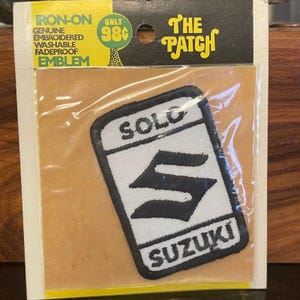 IRON-ON
GENUINE
EMBROIDERED
WASHABLE
FADEPROOF
EMBLEM
ONLY
98¢
THE
PATCH
SOLO
SUZUKI